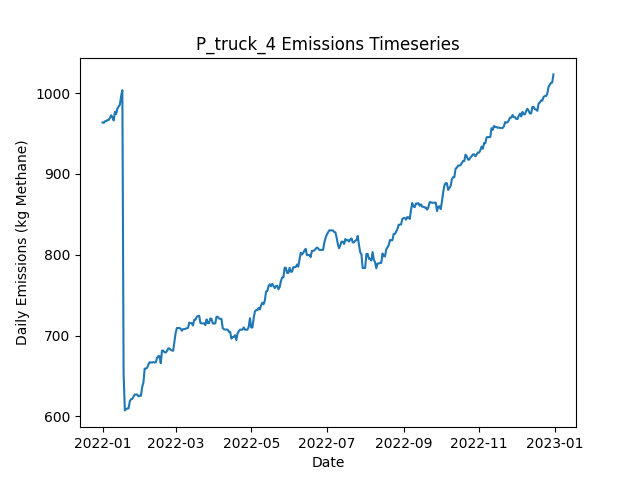 P_truck_4 Emissions Timeseries
Daily Emissions (kg Methane)
1000
900
800
700
600
2022-01 2022-03 2022-05 2022-07 2022-09 2022-11 2023-01
Date